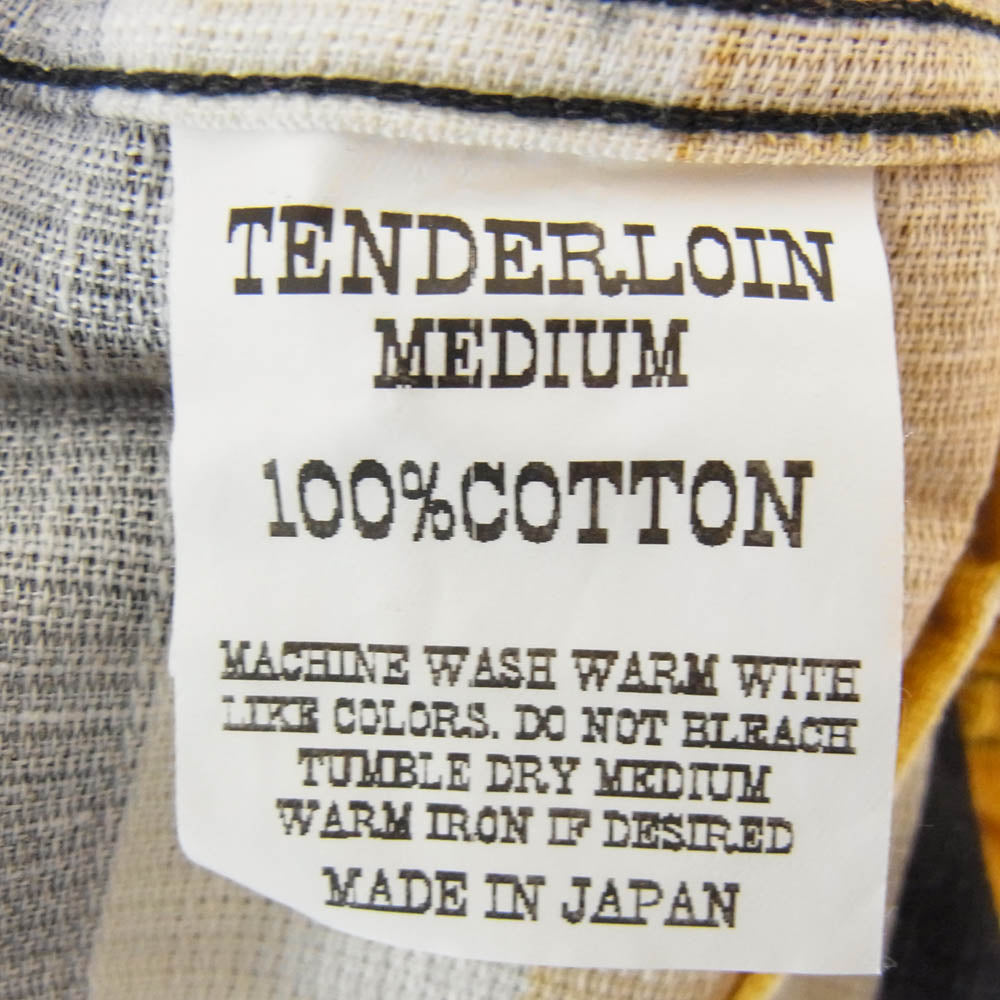 TENDERLOIN
MEDIUM
100%COTTON
MACHINE WASH WARM WITH
LIKE COLORS. DO NOT BLEACH
TUMBLE DRY MEDIUM
WARM IRON IF DESIRED
MADE IN JAPAN